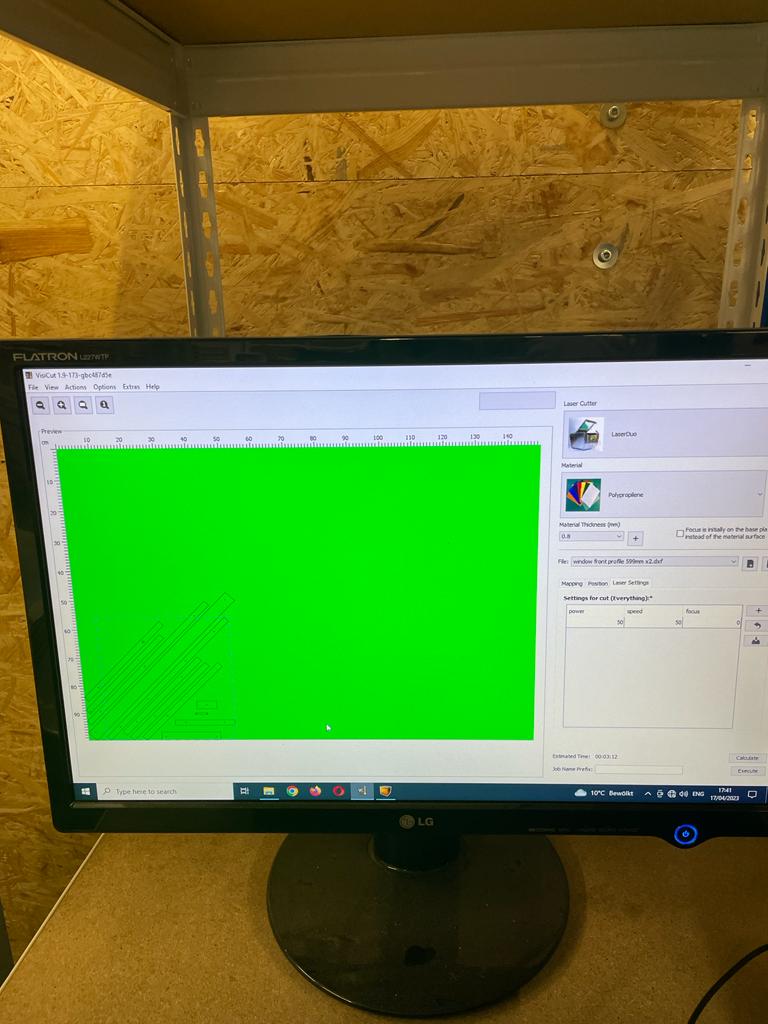 FLATRON L227WTP
VisiCut 1.9-173-gbc487d5e
File View Actions Options Extras Help
Laser Cutter
LaserDuo
Preview
cm 10 20 30 40 50 60 70 80 90 100 110 120 130 140
10
20
30
40
50
60
70
80
90
Material
Polypropilene
Material Thickness (mm)
0.8
+
Focus is initially on the base pla
instead of the material surface
File: window front profile 599mm x2.dxf
Mapping Position Laser Settings
Settings for cut (Everything):*
power speed focus
50 50 0
+
Estimated Time: 00:03:12
Calculate
Job Name Prefix:
Execute
Type here to search
10°C Bewölkt
ENG
17:41
17/04/2023
LG